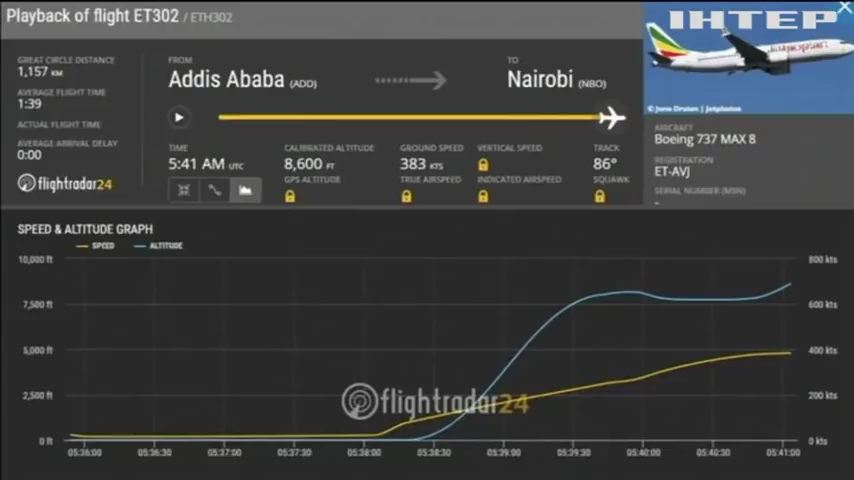 Playback of flight ET302 / ETH302
ІНТЕР
GREAT CIRCLE DISTANCE
1,157 KM
AVERAGE FLIGHT TIME
1:39
ACTUAL FLIGHT TIME
AVERAGE ARRIVAL DELAY
0:00
flightradar24
FROM
Addis Ababa (ADD)
TO
Nairobi (NBO)
TIME
5:41 AM UTC
CALIBRATED ALTITUDE
8,600 FT
GPS ALTITUDE
GROUND SPEED
383 KTS
TRUE AIRSPEED
VERTICAL SPEED
INDICATED AIRSPEED
TRACK
86°
SQUAWK
AIRCRAFT
Boeing 737 MAX 8
REGISTRATION
ET-AVJ
SERIAL NUMBER (MSN)
-
SPEED & ALTITUDE GRAPH
SPEED ALTITUDE
10,000 ft 800 kts
7,500 ft 600 kts
5,000 ft 400 kts
2,500 ft 200 kts
0 ft 0 kts
flightradar24
05:36:00 05:36:30 05:37:00 05:37:30 05:38:00 05:38:30 05:39:00 05:39:30 05:40:00 05:40:30 05:41:00